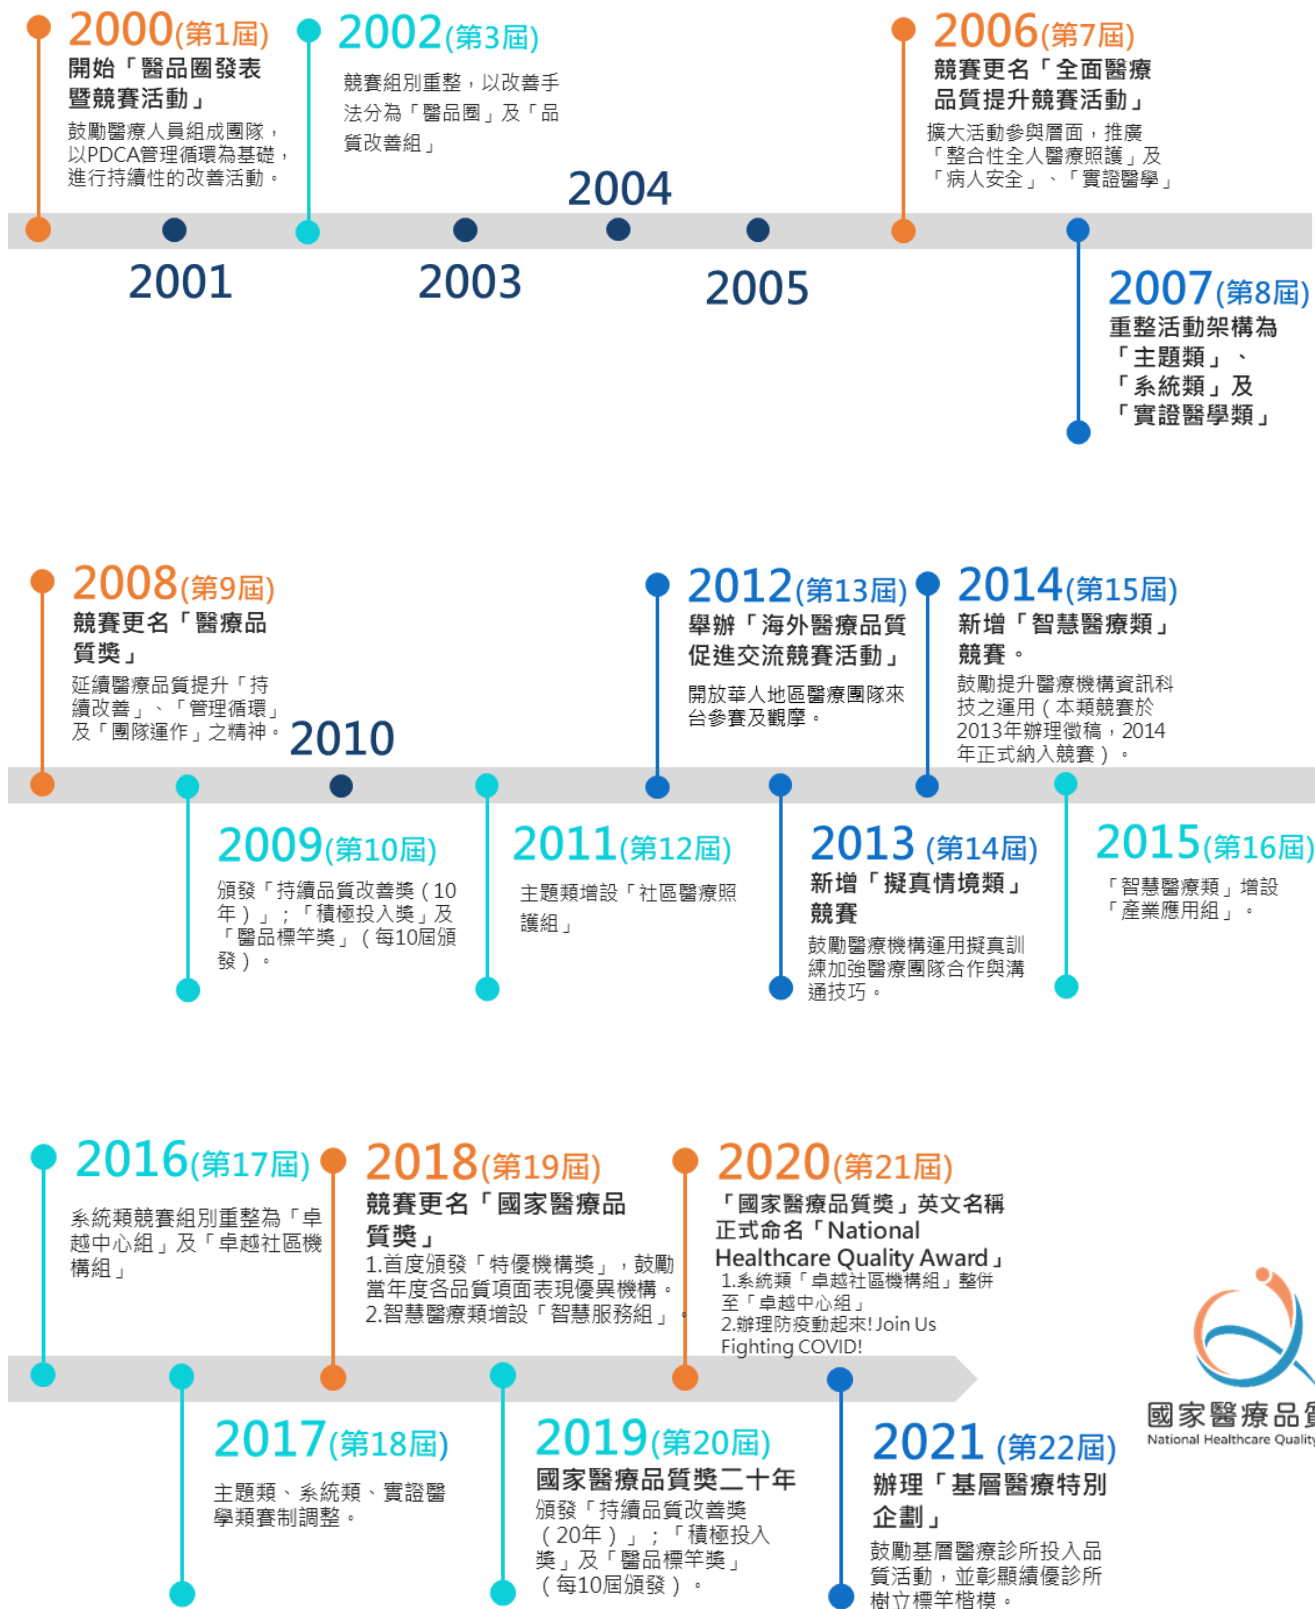 2000(第1屆)
開始「醫品圈發表
暨競賽活動」
鼓勵醫療人員組成團隊，
以PDCA管理循環為基礎，
進行持續性的改善活動。
2001
2002(第3屆)
競賽組別重整，以改善手
法分為「醫品圈」及「品
質改善組」
2003
2004
2005
2006(第7屆)
競賽更名「全面醫療
品質提升競賽活動」
擴大活動參與層面，推廣
「整合性全人醫療照護」及
「病人安全」、「實證醫學」
2007(第8屆)
重整活動架構為
「主題類」、
「系統類」及
「實證醫學類」
2008(第9屆)
競賽更名「醫療品
質獎」
延續醫療品質提升「持
續改善」、「管理循環」
及「團隊運作」之精神。
2009(第10屆)
頒發「持續品質改善獎（10
年）」；「積極投入獎」及
「醫品標竿獎」（每10屆頒
發）。
2010
2011(第12屆)
主題類增設「社區醫療照
護組」
2012(第13屆)
舉辦「海外醫療品質
促進交流競賽活動」
開放華人地區醫療團隊來
台參賽及觀摩。
2013 (第14屆)
新增「擬真情境類」
競賽
鼓勵醫療機構運用擬真訓
練加強醫療團隊合作與溝
通技巧。
2014(第15屆)
新增「智慧醫療類」
競賽。
鼓勵提升醫療機構資訊科
技之運用（本類競賽於
2013年辦理徵稿，2014
年正式納入競賽）。
2015(第16屆)
「智慧醫療類」增設
「產業應用組」。
2016(第17屆)
系統類競賽組別重整為「卓
越中心組」及「卓越社區機
構組」
2017(第18屆)
主題類、系統類、實證醫
學類賽制調整。
2018(第19屆)
競賽更名「國家醫療品
質獎」
1.首度頒發「特優機構獎」，鼓勵
當年度各品質項面表現優異機構。
2.智慧醫療類增設「智慧服務組」。
2019(第20屆)
國家醫療品質獎二十年
頒發「持續品質改善獎
（20年）」；「積極投入
獎」及「醫品標竿獎」
（每10屆頒發）。
2020(第21屆)
「國家醫療品質獎」英文名稱
正式命名「National
Healthcare Quality Award」
1.系統類「卓越社區機構組」整併
至「卓越中心組」
2.辦理防疫動起來! Join Us
Fighting COVID!
2021 (第22屆)
辦理「基層醫療特別
企劃」
鼓勵基層醫療診所投入品
質活動，並彰顯績優診所
樹立標竿楷模。
國家醫療品質
National Healthcare Quality